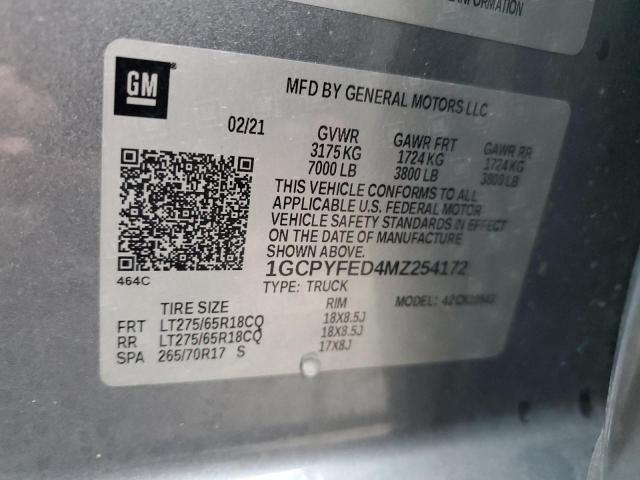 INFORMATION
GM
MFD BY GENERAL MOTORS LLC
02/21
GVWR GAWR FRT GAWR RR
3175 KG 1724 KG 1724 KG
7000 LB 3800 LB 3800 LB
THIS VEHICLE CONFORMS TO ALL
APPLICABLE U.S. FEDERAL MOTOR
VEHICLE SAFETY STANDARDS IN EFFECT ON THE DATE OF MANUFACTURE
SHOWN ABOVE.
1GCPYFED4MZ254172
464C
TYPE: TRUCK MODEL:
TIRE SIZE RIM
FRT LT275/65R18CQ 18X8.5J
RR LT275/65R18CQ 18X8.5J
SPA 265/70R17 S 17X8J